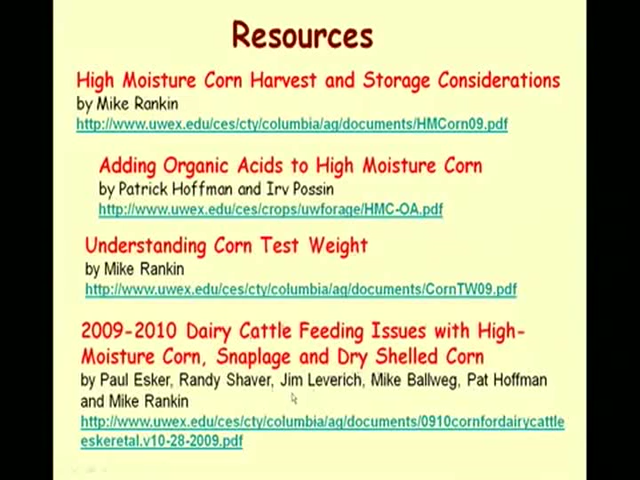 Resources
High Moisture Corn Harvest and Storage Considerations
by Mike Rankin
http://www.uwex.edu/ces/cty/columbia/ag/documents/HMCorn09.pdf
Adding Organic Acids to High Moisture Corn
by Patrick Hoffman and Irv Possin
http://www.uwex.edu/ces/crops/uwforage/HMC-OA.pdf
Understanding Corn Test Weight
by Mike Rankin
http://www.uwex.edu/ces/cty/columbia/ag/documents/CornTW09.pdf
2009-2010 Dairy Cattle Feeding Issues with High-
Moisture Corn, Snaplage and Dry Shelled Corn
by Paul Esker, Randy Shaver, Jim Leverich, Mike Ballweg, Pat Hoffman
and Mike Rankin
http://www.uwex.edu/ces/cty/columbia/ag/documents/0910cornfordairycattle
eskeretal.v10-28-2009.pdf